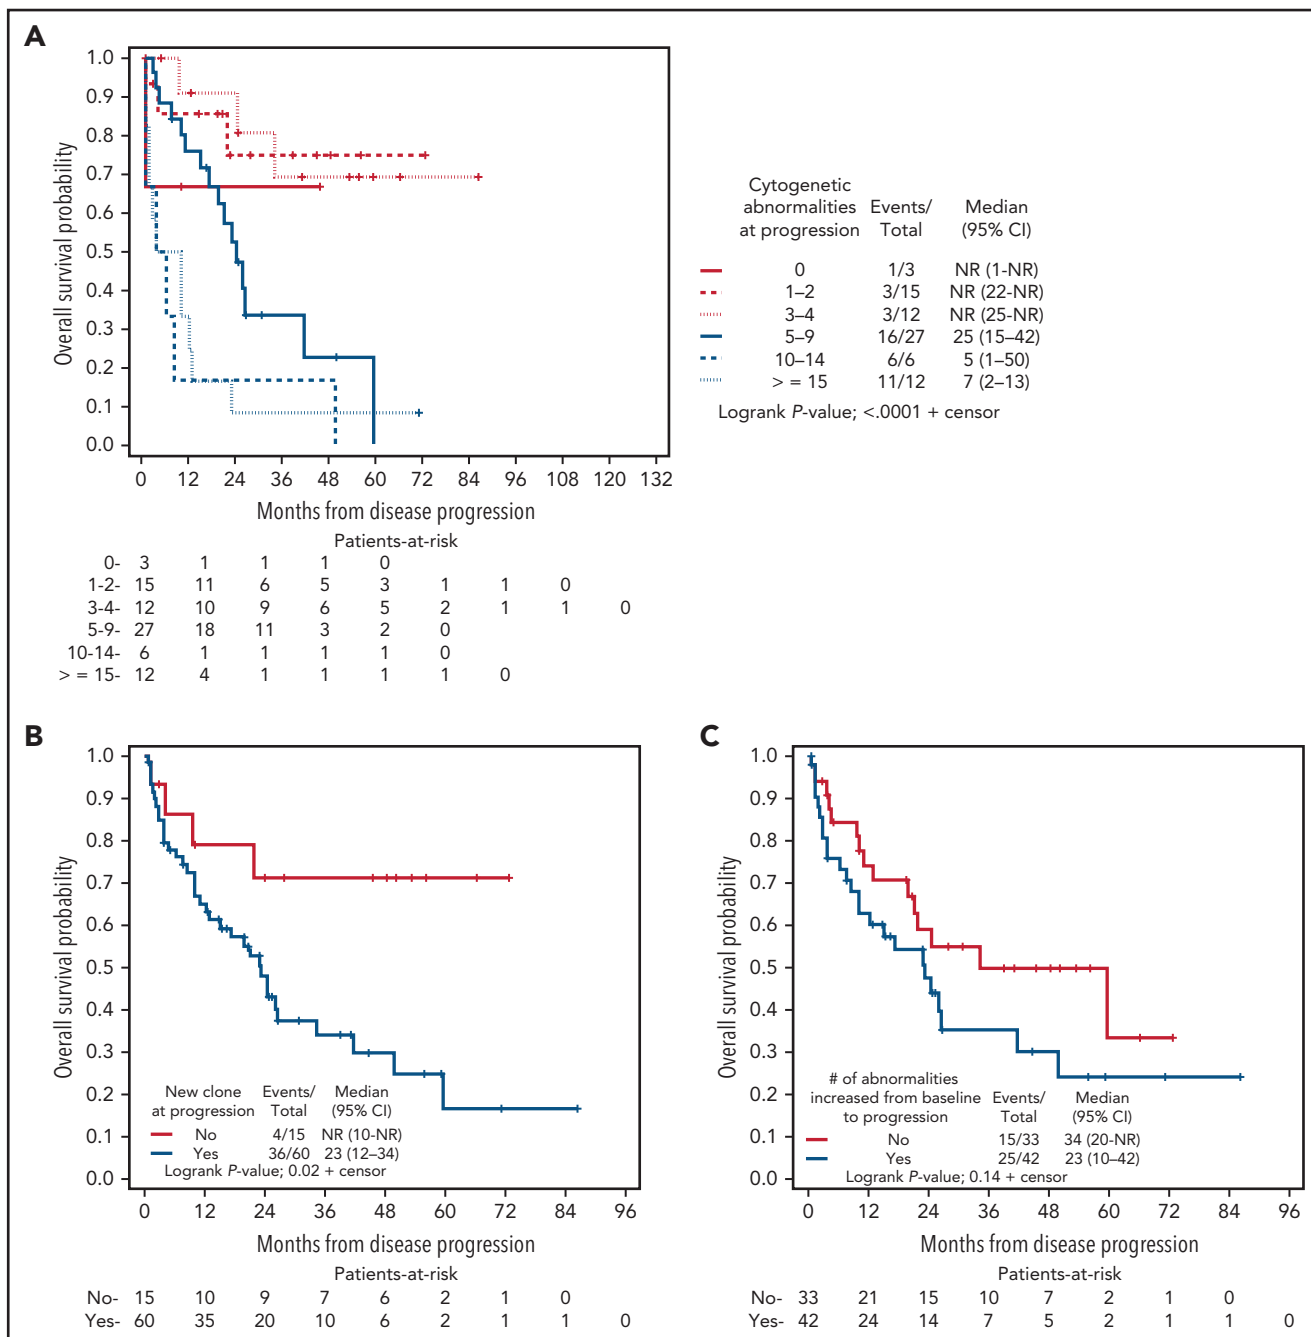 A
1.0
0.9
0.8
0.7
0.6
0.5
0.4
0.3
0.2
0.1
0.0
Overall survival probability
0 12 24 36 48 60 72 84 96 108 120 132
Months from disease progression
Cytogenetic abnormalities at progression Events/ Total Median (95% CI)
0 1/3 NR (1-NR)
1–2 3/15 NR (22-NR)
3–4 3/12 NR (25-NR)
5–9 16/27 25 (15–42)
10–14 6/6 5 (1–50)
> = 15 11/12 7 (2–13)
Logrank P-value; <.0001 + censor
Patients-at-risk
0- 3 1 1 1 0
1-2- 15 11 6 5 3 1 1 0
3-4- 12 10 9 6 5 2 1 1 0
5-9- 27 18 11 3 2 0
10-14- 6 1 1 1 1 0
> = 15- 12 4 1 1 1 1 0
B
1.0
0.9
0.8
0.7
0.6
0.5
0.4
0.3
0.2
0.1
0.0
Overall survival probability
New clone at progression Events/ Total Median (95% CI)
No 4/15 NR (10-NR)
Yes 36/60 23 (12–34)
Logrank P-value; 0.02 + censor
0 12 24 36 48 60 72 84 96
Months from disease progression
Patients-at-risk
No- 15 10 9 7 6 2 1 0
Yes- 60 35 20 10 6 2 1 1 0
C
1.0
0.9
0.8
0.7
0.6
0.5
0.4
0.3
0.2
0.1
0.0
Overall survival probability
# of abnormalities increased from baseline to progression Events/ Total Median (95% CI)
No 15/33 34 (20-NR)
Yes 25/42 23 (10–42)
Logrank P-value; 0.14 + censor
0 12 24 36 48 60 72 84 96
Months from disease progression
Patients-at-risk
No- 33 21 15 10 7 2 1 0
Yes- 42 24 14 7 5 2 1 1 0